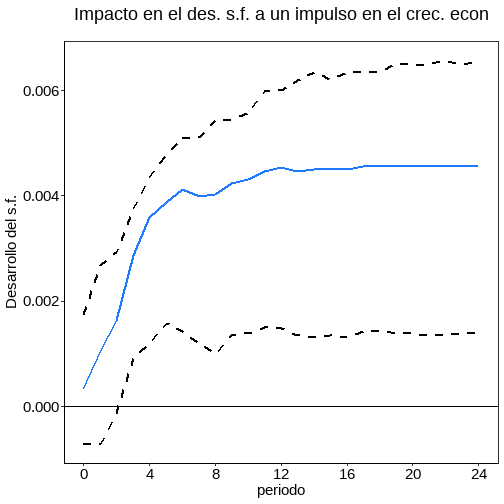 Impacto en el des. s.f. a un impulso en el crec. econ
Desarrollo del s.f.
0.006
0.004
0.002
0.000
0 4 8 12 16 20 24
periodo